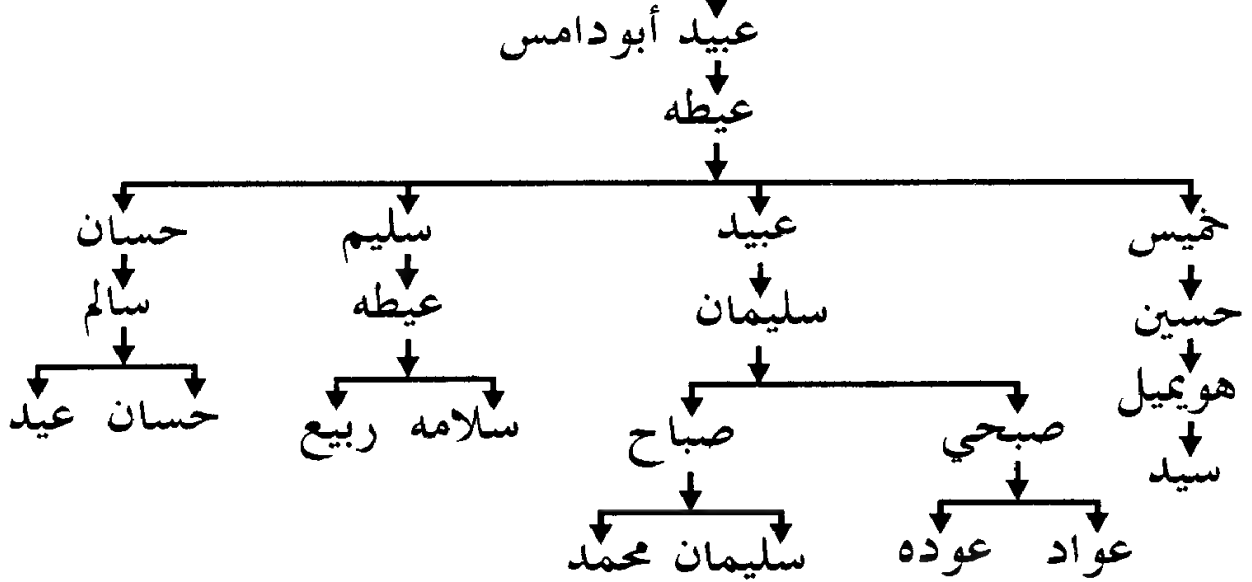 عبيد أبودامس
عيطه
خميس عبيد سليم حسان
حسين سليمان عيطه سالم
هويميل
صبحي صباح سلامه ربيع حسان عيد
سيد
عواد عوده سليمان محمد